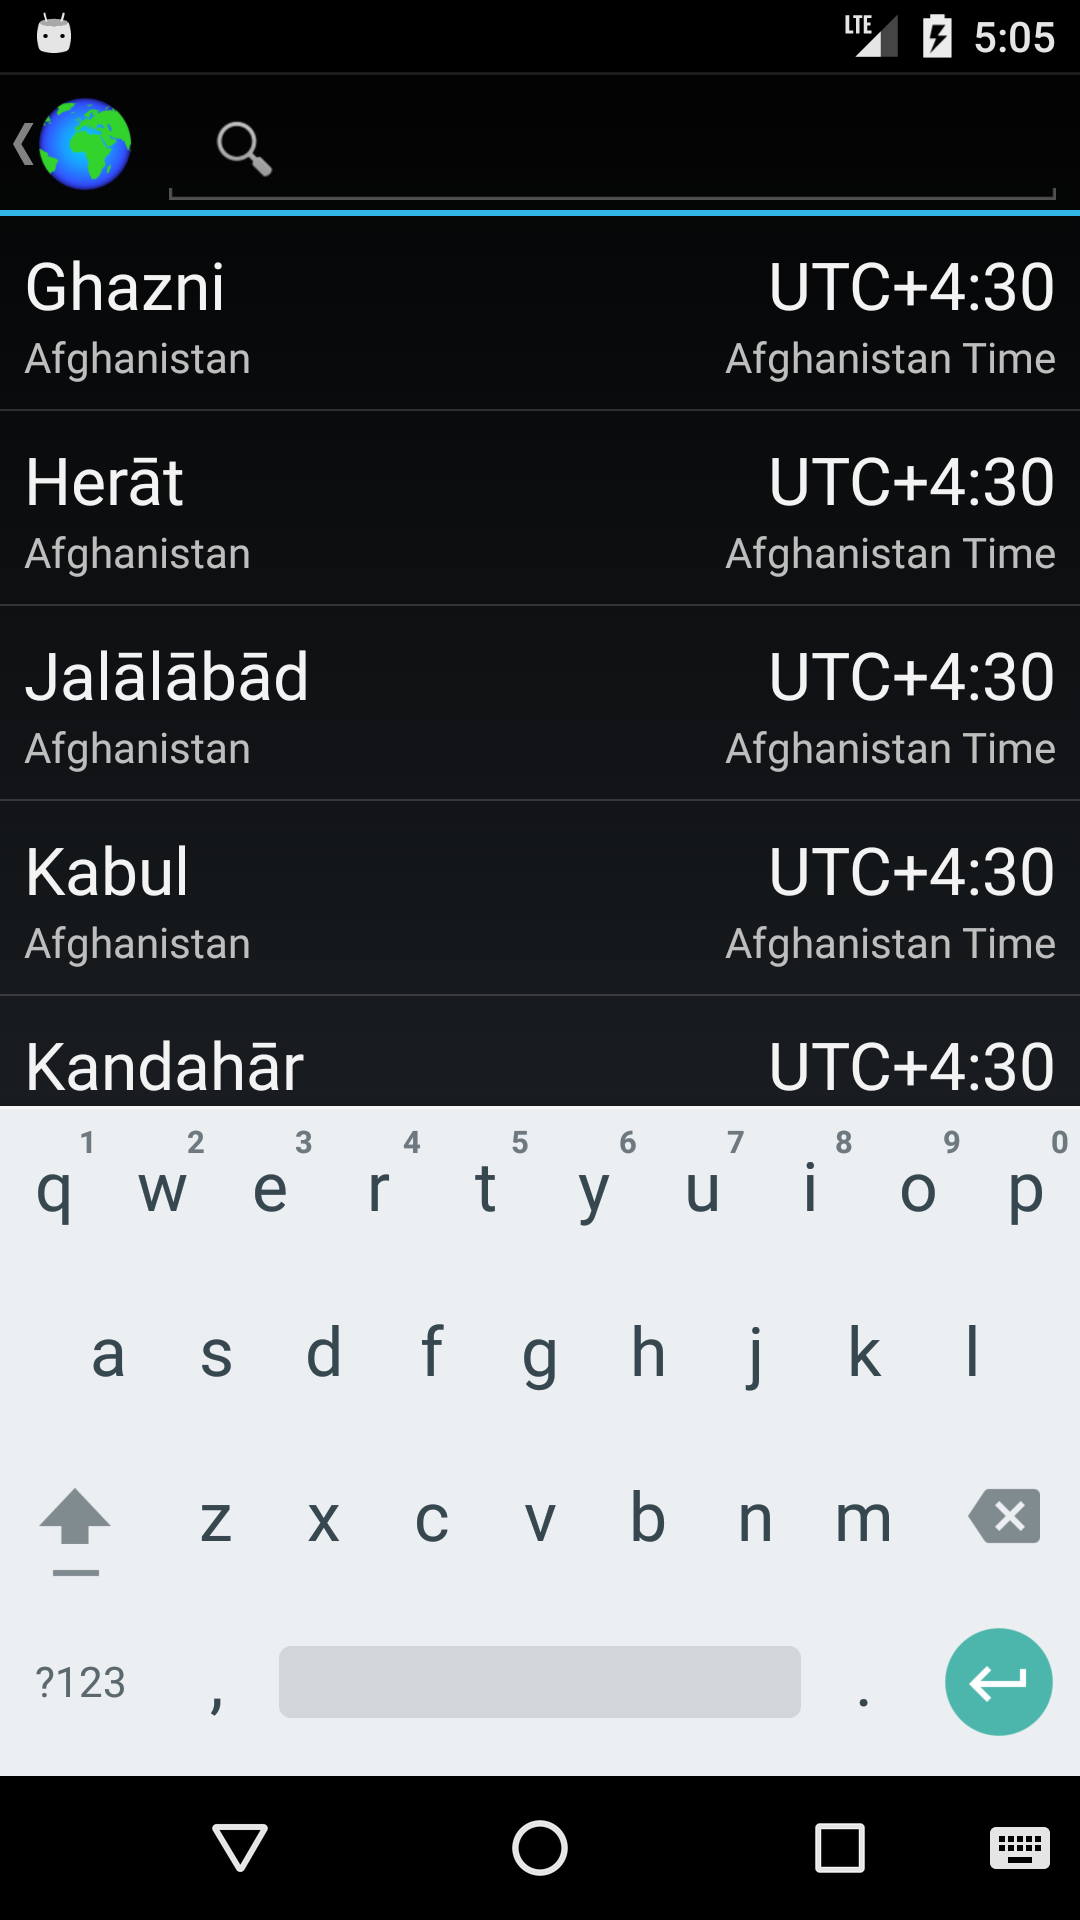 LTE 5:05
Ghazni UTC+4:30
Afghanistan Afghanistan Time
Herāt UTC+4:30
Afghanistan Afghanistan Time
Jalālābād UTC+4:30
Afghanistan Afghanistan Time
Kabul UTC+4:30
Afghanistan Afghanistan Time
Kandahār UTC+4:30
1 2 3 4 5 6 7 8 9 0
q w e r t y u i o p
a s d f g h j k l
z x c v b n m
?123 , .